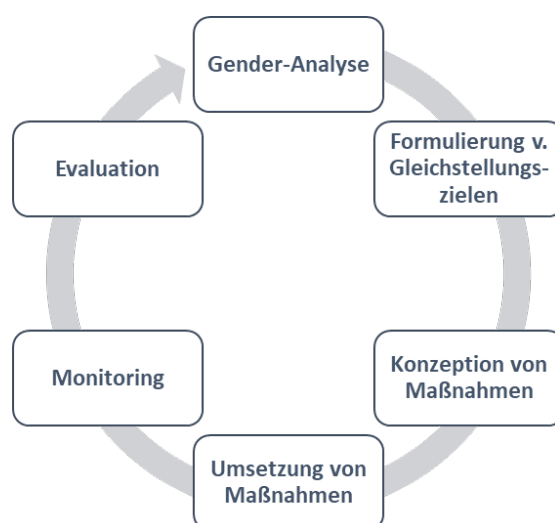 Gender-Analyse
Formulierung v.
Gleichstellungs-
zielen
Konzeption von
Maßnahmen
Umsetzung von
Maßnahmen
Monitoring
Evaluation